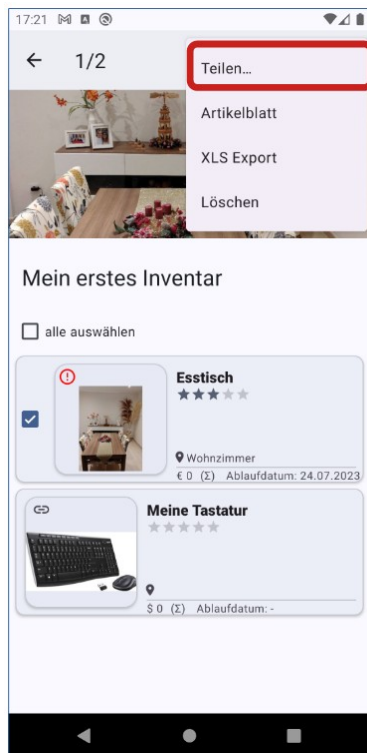 17:21
1/2
Teilen...
Artikelblatt
XLS Export
Löschen
Mein erstes Inventar
alle auswählen
Esstisch
Wohnzimmer
€ 0 (Σ) Ablaufdatum: 24.07.2023
Meine Tastatur
$ 0 (Σ) Ablaufdatum: -